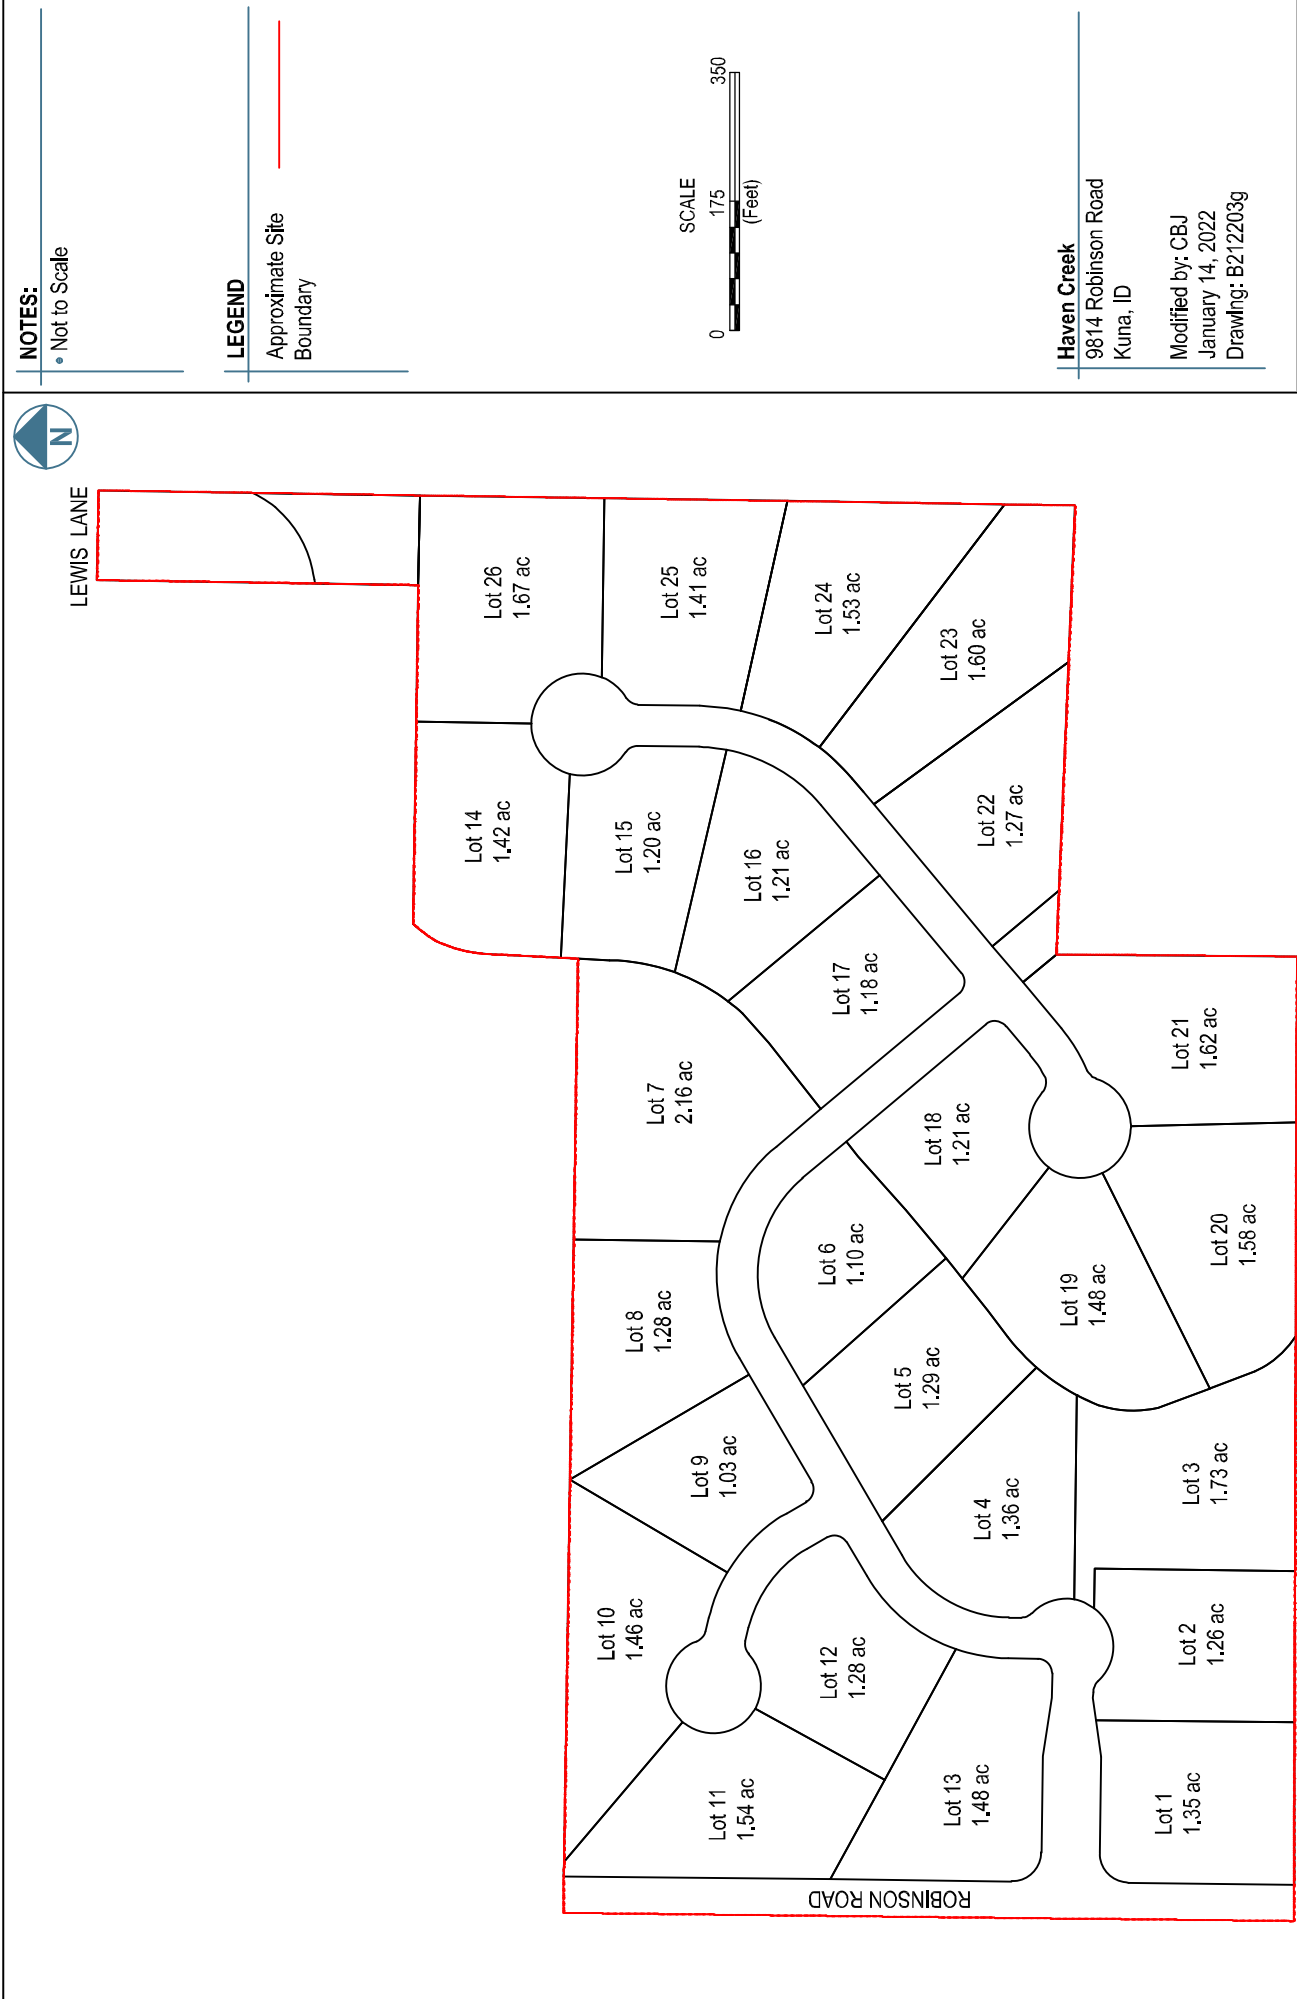 NOTES:
• Not to Scale
LEGEND
Approximate Site
Boundary
SCALE
0 175 350
(Feet)
Haven Creek
9814 Robinson Road
Kuna, ID
Modified by: CBJ
January 14, 2022
Drawing: B212203g
N
LEWIS LANE
Lot 26
1.67 ac
Lot 25
1.41 ac
Lot 24
1.53 ac
Lot 23
1.60 ac
Lot 22
1.27 ac
Lot 14
1.42 ac
Lot 15
1.20 ac
Lot 16
1.21 ac
Lot 17
1.18 ac
Lot 7
2.16 ac
Lot 18
1.21 ac
Lot 21
1.62 ac
Lot 8
1.28 ac
Lot 6
1.10 ac
Lot 19
1.48 ac
Lot 20
1.58 ac
Lot 9
1.03 ac
Lot 5
1.29 ac
Lot 4
1.36 ac
Lot 3
1.73 ac
Lot 10
1.46 ac
Lot 12
1.28 ac
Lot 2
1.26 ac
Lot 11
1.54 ac
Lot 13
1.48 ac
Lot 1
1.35 ac
ROBINSON ROAD